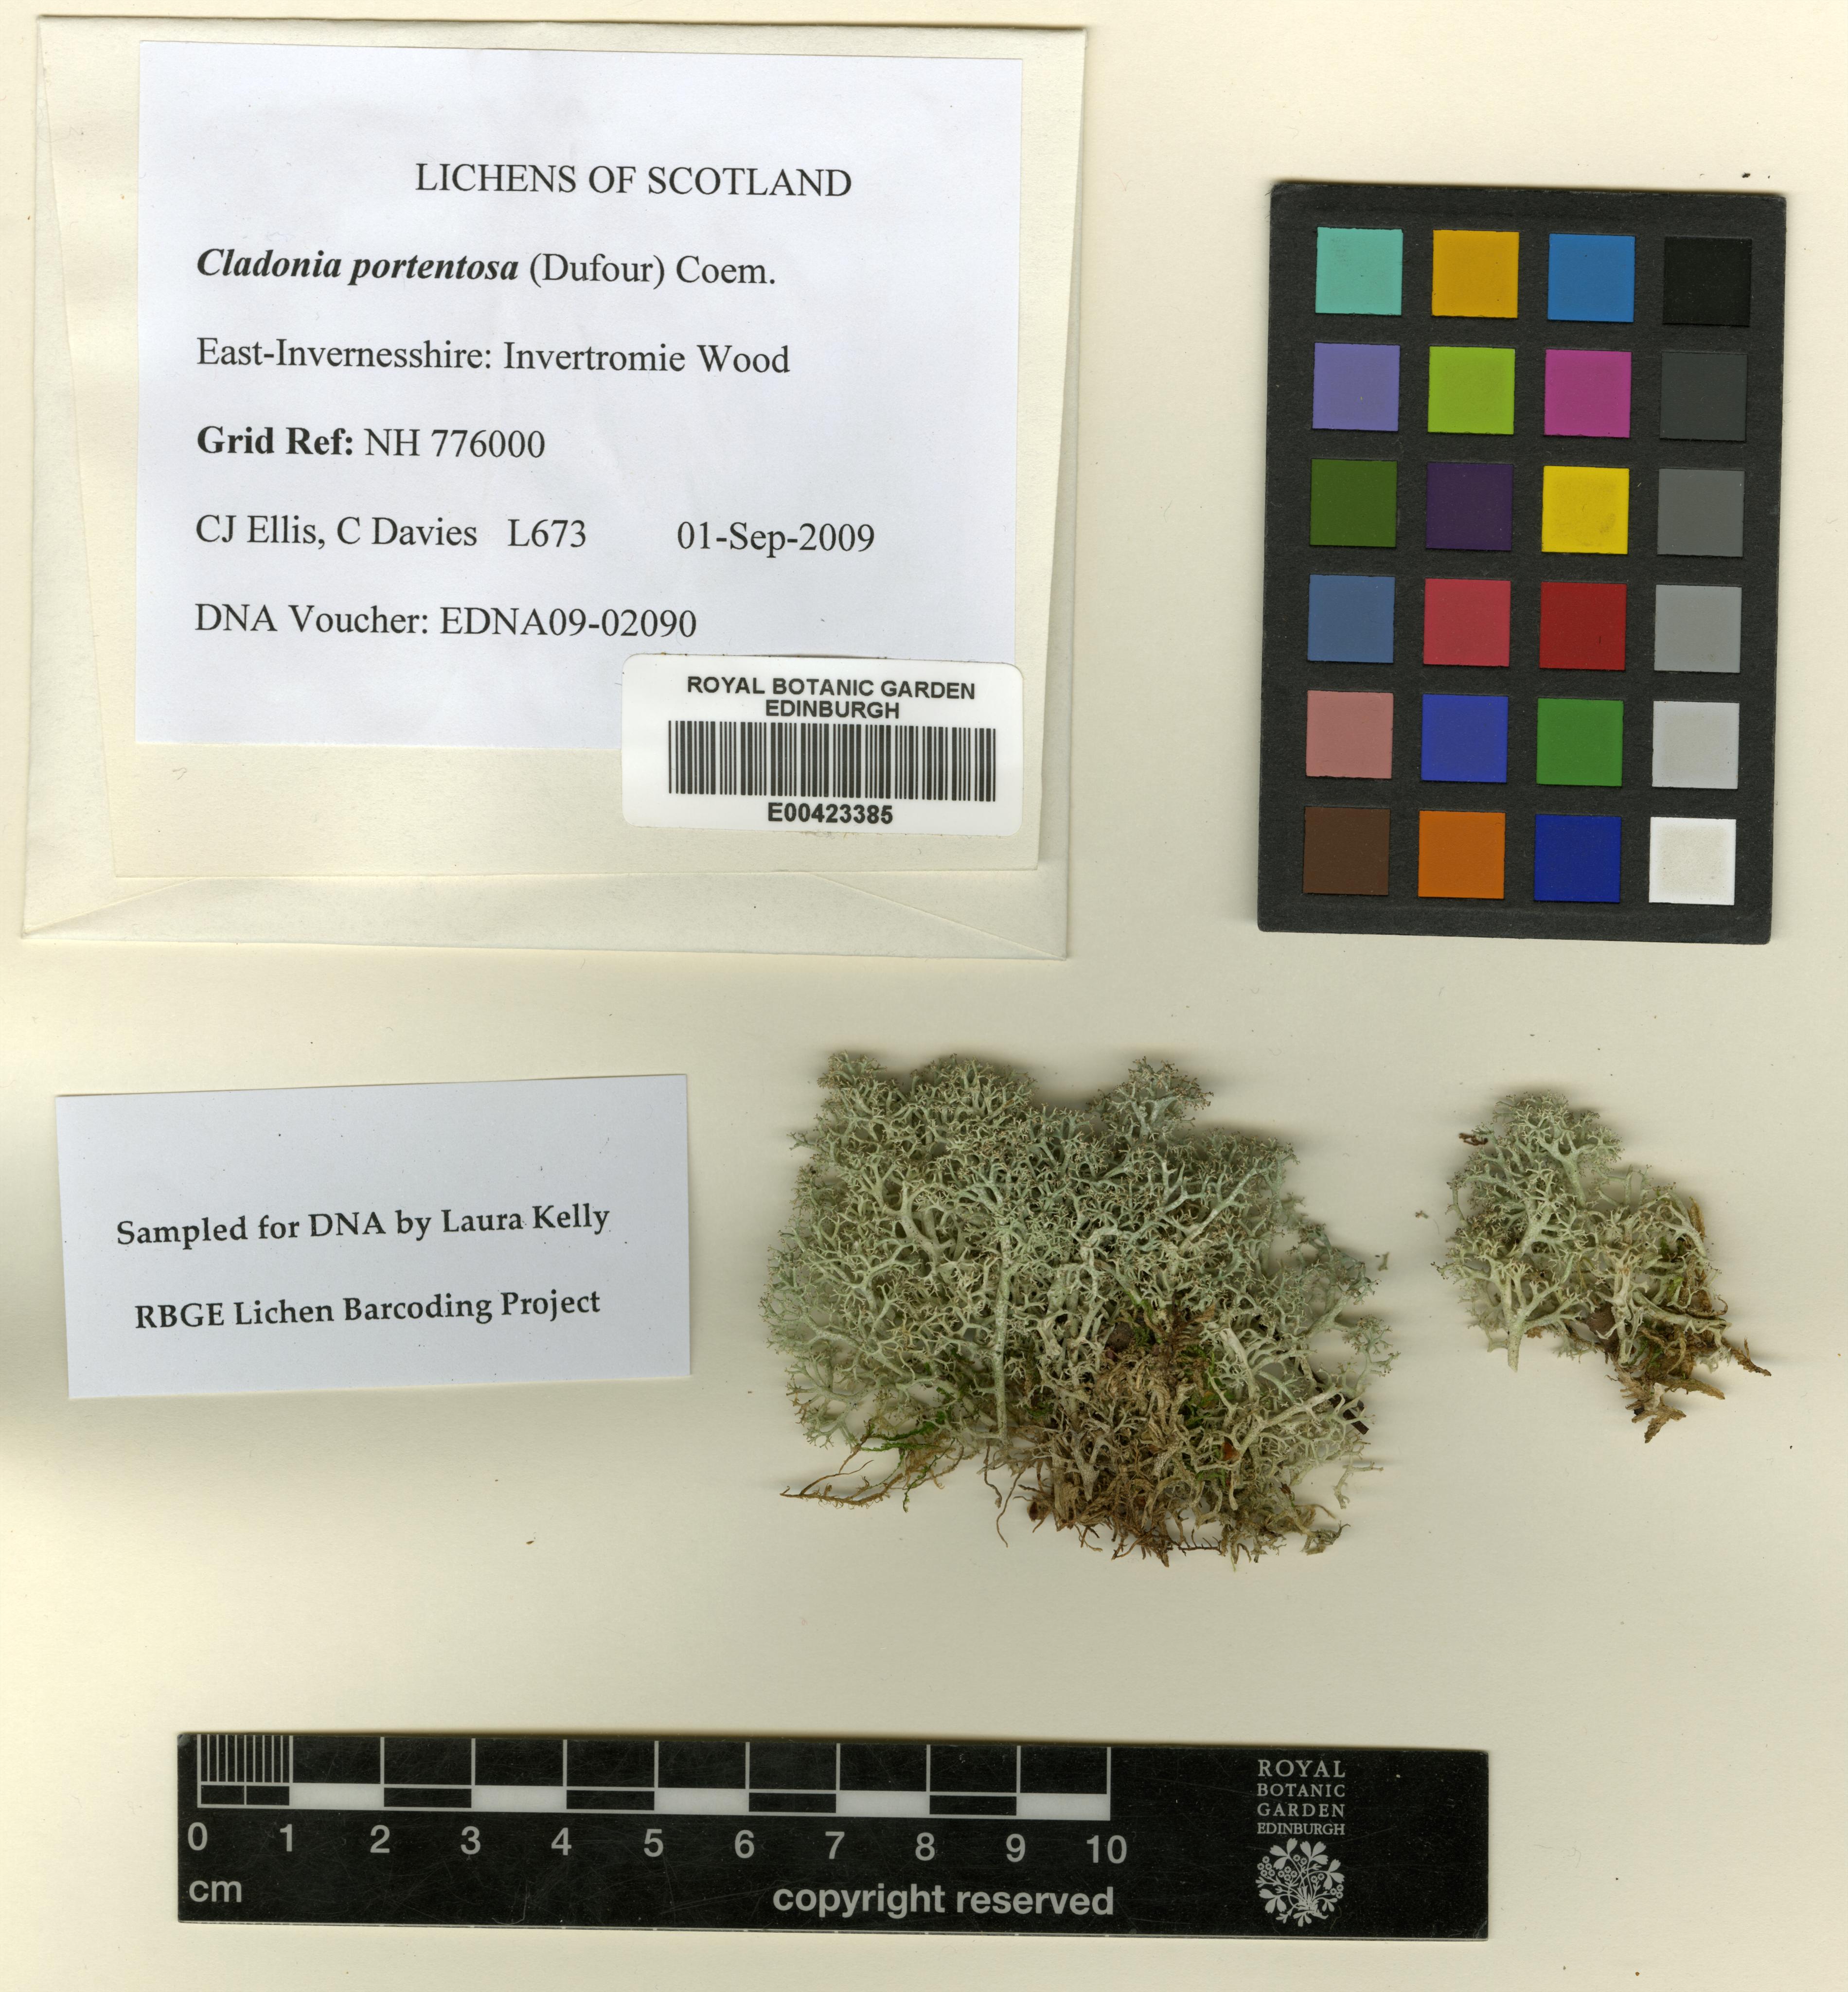 LICHENS OF SCOTLAND
Cladonia portentosa (Dufour) Coem.
East-Invernesshire: Invertromie Wood
Grid Ref: NH 776000
CJ Ellis, C Davies L673 01-Sep-2009
DNA Voucher: EDNA09-02090
ROYAL BOTANIC GARDEN
EDINBURGH
E00423385
Sampled for DNA by Laura Kelly
RBGE Lichen Barcoding Project
0 1 2 3 4 5 6 7 8 9 10
cm
copyright reserved
ROYAL
BOTANIC
GARDEN
EDINBURGH